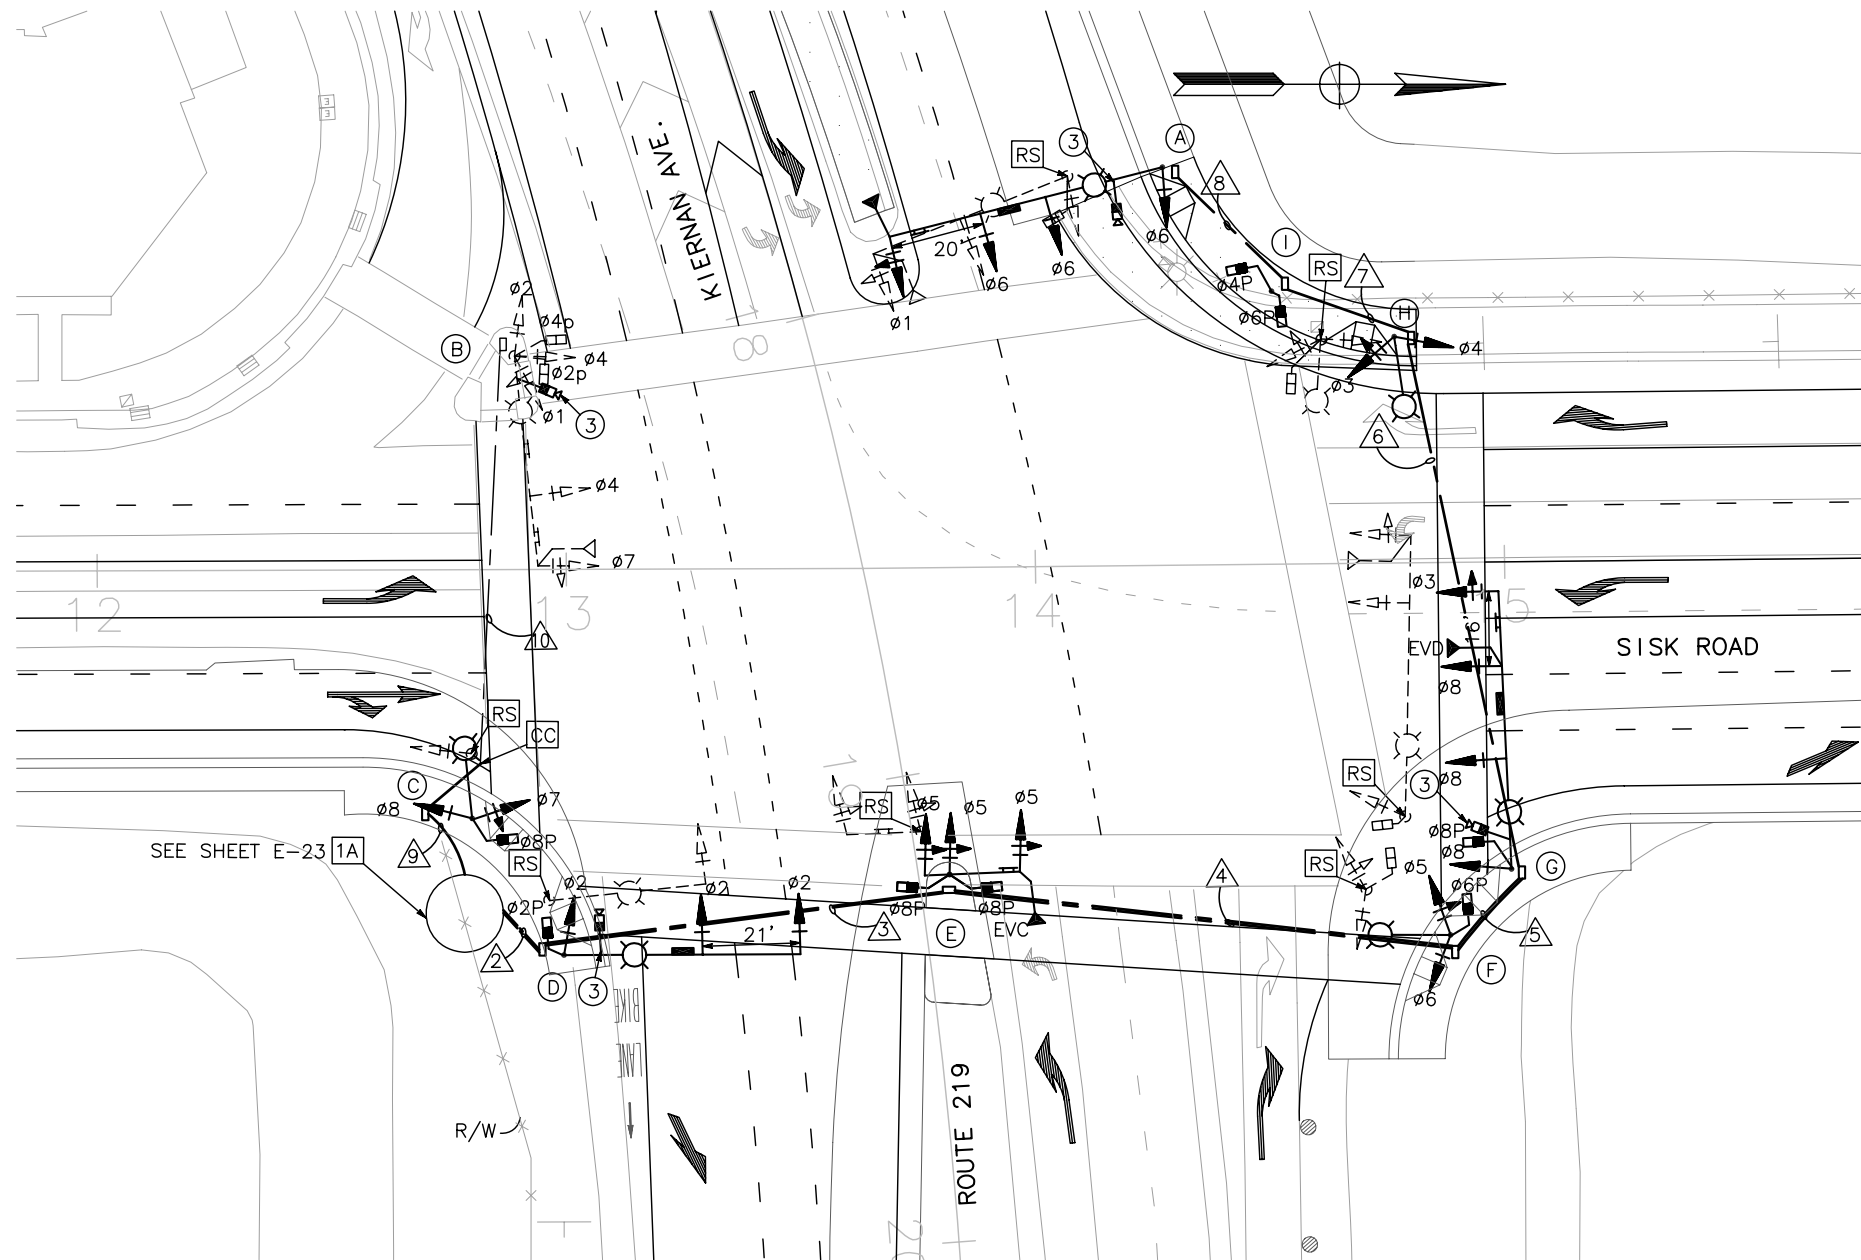 KIERNAN AVE.
RS
3
A
8
20'
ø6
ø6
ø6
ø1
I
RS
7
ø4P
ø6P
H
ø4
ø3
6
B
ø2
ø4p
ø4
ø2p
ø1
3
18
ø4
ø7
12
13
14
15
10
ø3
16'
EVD
ø8
SISK ROAD
RS
CC
C
ø8
ø7
ø8P
9
SEE SHEET E-23
1A
RS
ø2
ø2P
ø2
ø2
21'
2
D
3
19
RS
ø5
ø5
ø5
ø8P
ø8P
3
E
EVC
4
RS
3
ø8
ø8P
ø8
G
RS
ø5
ø6P
5
F
ø6
BIKE
LANE
R/W
ROUTE 219
20